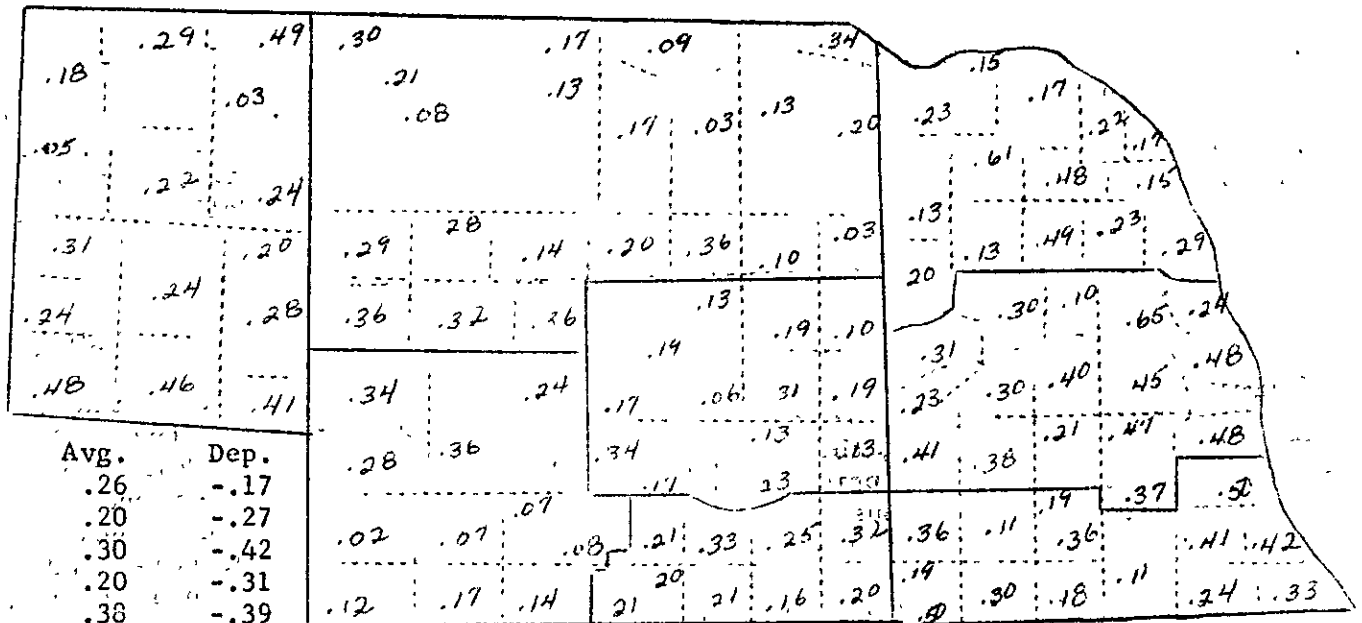 .29 .49 .30 .17 .09 .34
.18 .21 .13 .15
.03 .08 .17 .03 .13 .20 .23 .17 .22 .17
.05 .61
.22 .24 .48 .15
.31 .20 .29 28 .14 .20 .36 .10 .03 .13 .13 .49 .23 .29
.24 20
.24 .28 .36 .32 .26 .13 .19 .10 .30 .10 .65 .24
.19 .31 .48
.48 .46 .41 .34 .24 .17 .06 31 .19 .23 .30 .40 .45
.28 .36 .34 .13 .41 .38 .21 .47 .48
.17 .19 .37
.07
.02 .07 .08 .21 .33 .25 .32 .36 .11 .36 .41 .42
.12 .17 .14 21 20 21 .16 .20 .19 .30 .18 .11 .24 .33
Avg. Dep.
.26 -.17
.20 -.27
.30 -.42
.20 -.31
.38 -.39